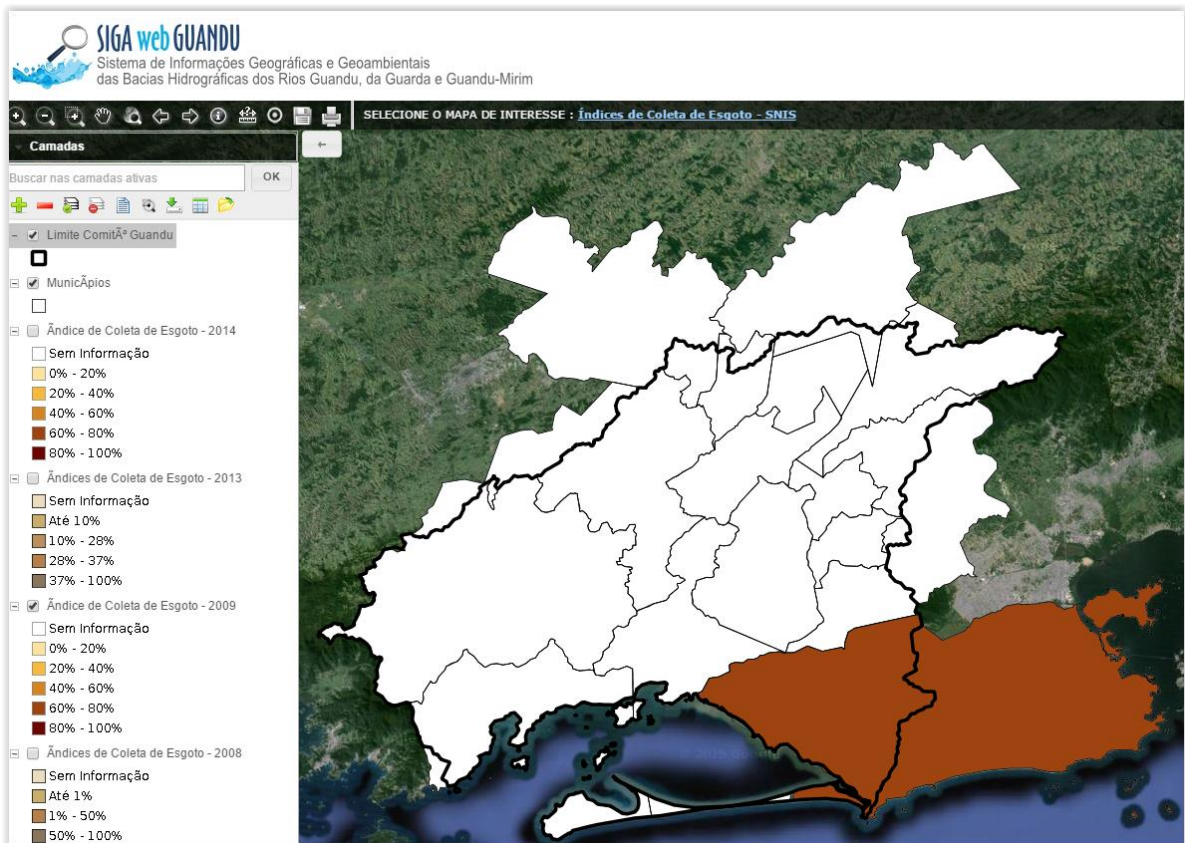 SIGA web GUANDU
Sistema de Informações Geográficas e Geoambientais
das Bacias Hidrográficas dos Rios Guandu, da Guarda e Guandu-Mirim
SELECIONE O MAPA DE INTERESSE : Índices de Coleta de Esgoto - SNIS
Camadas
Buscar nas camadas ativas
OK
Limite ComitÃª Guandu
MunicÃpios
Ãndice de Coleta de Esgoto - 2014
Sem Informação
0% - 20%
20% - 40%
40% - 60%
60% - 80%
80% - 100%
Ãndices de Coleta de Esgoto - 2013
Sem Informação
Até 10%
10% - 28%
28% - 37%
37% - 100%
Ãndice de Coleta de Esgoto - 2009
Sem Informação
0% - 20%
20% - 40%
40% - 60%
60% - 80%
80% - 100%
Ãndices de Coleta de Esgoto - 2008
Sem Informação
Até 1%
1% - 50%
50% - 100%